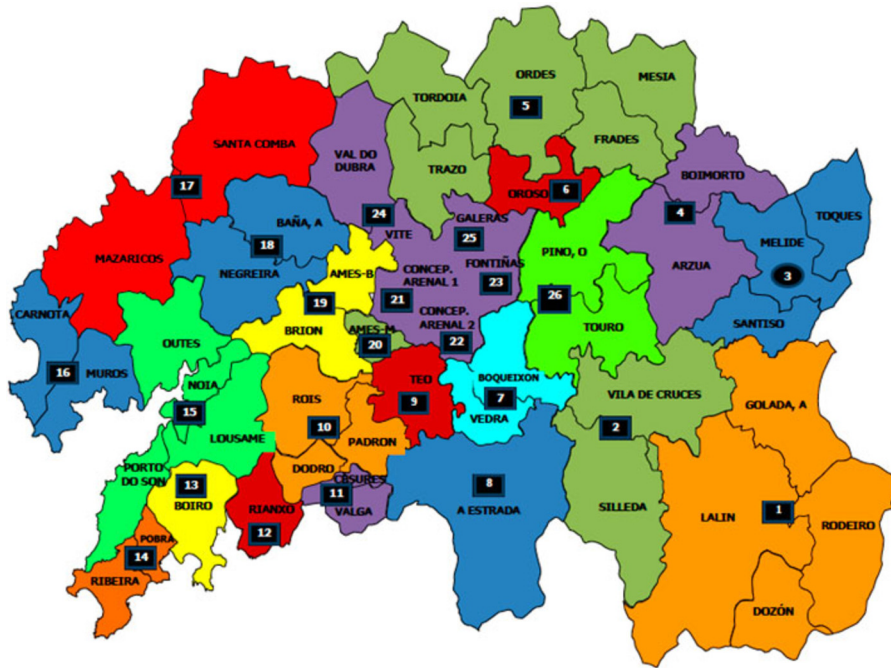 ORDES
MESIA
5
TORDOIA
SANTA COMBA
FRADES
VAL DO
DUBRA
TRAZO
BOIMORTO
17
OROSO
6
TOQUES
24
GALERAS
4
BAÑA, A
VITE
25
MELIDE
18
PINO, O
3
MAZARICOS
CONCEP.
ARENAL 1
FONTIÑAS
ARZUA
NEGREIRA
AMES-B
23
19
21
26
CARNOTA
CONCEP.
ARENAL 2
SANTISO
BRION
AMES-M
TOURO
OUTES
20
22
16
MUROS
NOIA
TEO
BOQUEIXON
ROIS
VILA DE CRUCES
GOLADA, A
15
9
7
LOUSAME
10
VEDRA
2
PADRON
PORTO
DO SON
DODRO
13
CESURES
8
BOIRO
RIANXO
11
A ESTRADA
SILLEDA
LALIN
1
VALGA
RODEIRO
12
POBRA
14
RIBEIRA
DOZÓN